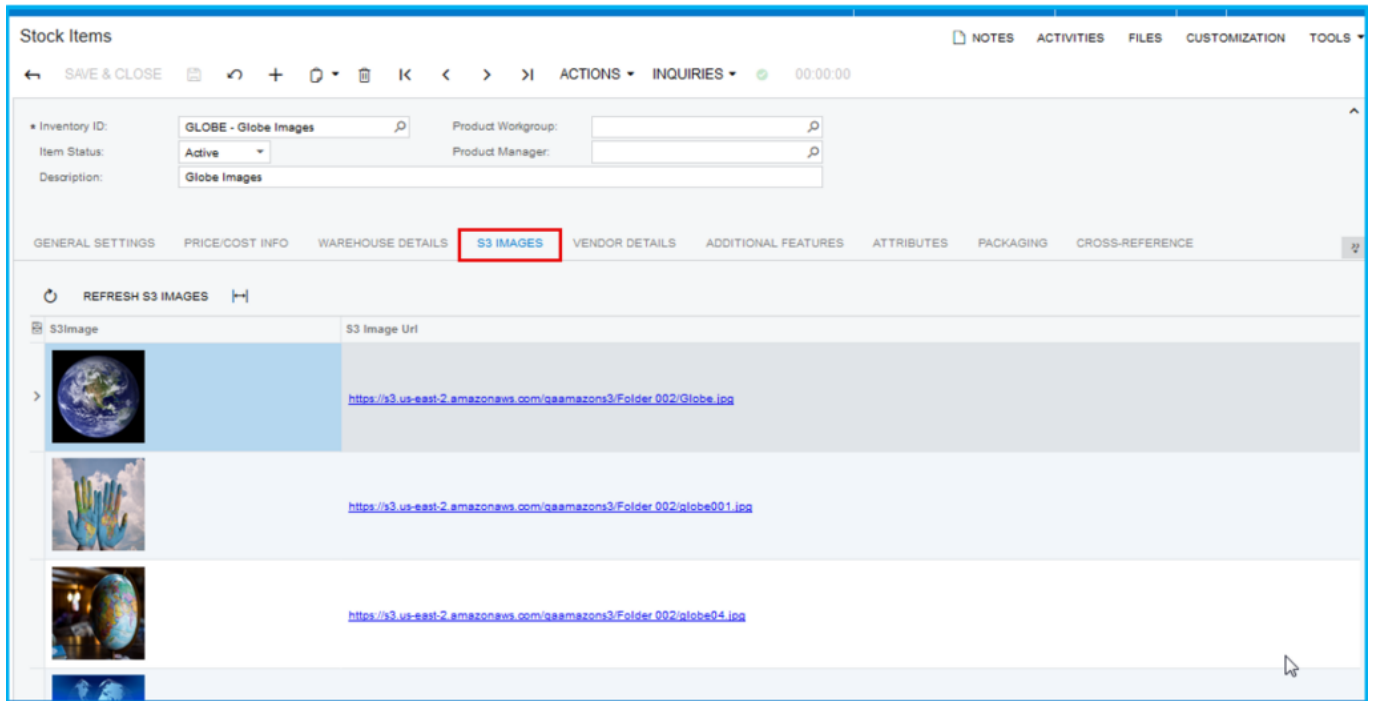 Stock Items
NOTES ACTIVITIES FILES CUSTOMIZATION TOOLS
SAVE & CLOSE ACTIONS INQUIRIES 00:00:00
* Inventory ID: GLOBE - Globe Images Product Workgroup:
Item Status: Active Product Manager:
Description: Globe Images
GENERAL SETTINGS PRICE/COST INFO WAREHOUSE DETAILS S3 IMAGES VENDOR DETAILS ADDITIONAL FEATURES ATTRIBUTES PACKAGING CROSS-REFERENCE
REFRESH S3 IMAGES
S3Image S3 Image Url
https://s3.us-east-2.amazonaws.com/qaamazons3/Folder 002/Globe.jpg
https://s3.us-east-2.amazonaws.com/qaamazons3/Folder 002/globe001.jpg
https://s3.us-east-2.amazonaws.com/qaamazons3/Folder 002/globe04.jpg